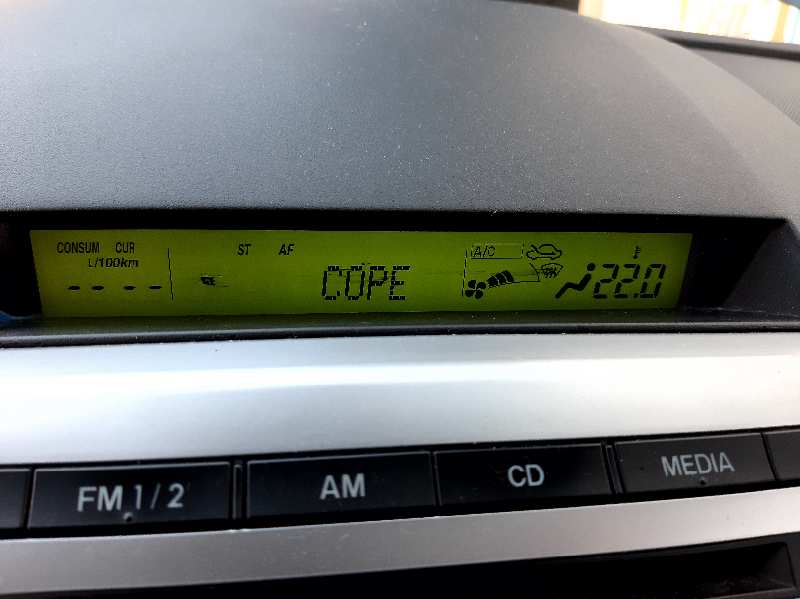 CONSUM CUR
L/100km
- - - -
ST AF
COPE
A/C
22.0
FM 1/2
AM
CD
MEDIA